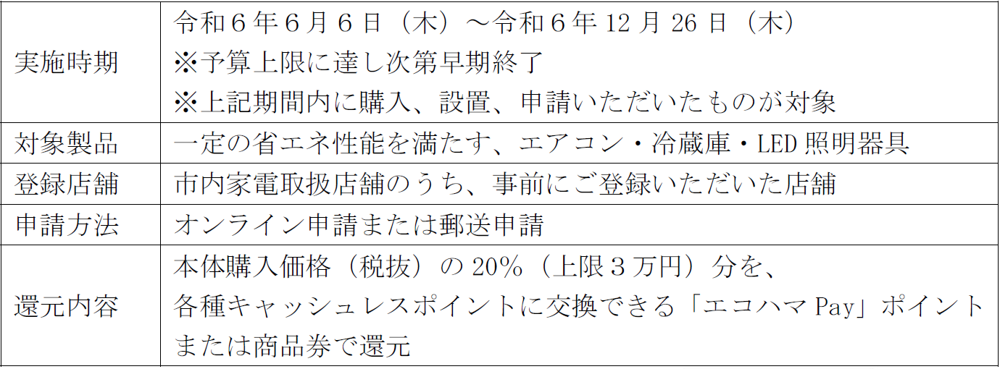 実施時期
令和６年６月６日（木）～令和６年 12 月 26 日（木）
※予算上限に達し次第早期終了
※上記期間内に購入、設置、申請いただいたものが対象
対象製品
一定の省エネ性能を満たす、エアコン・冷蔵庫・LED 照明器具
登録店舗
市内家電取扱店舗のうち、事前にご登録いただいた店舗
申請方法
オンライン申請または郵送申請
還元内容
本体購入価格（税抜）の 20％（上限３万円）分を、
各種キャッシュレスポイントに交換できる「エコハマ Pay」ポイント
または商品券で還元